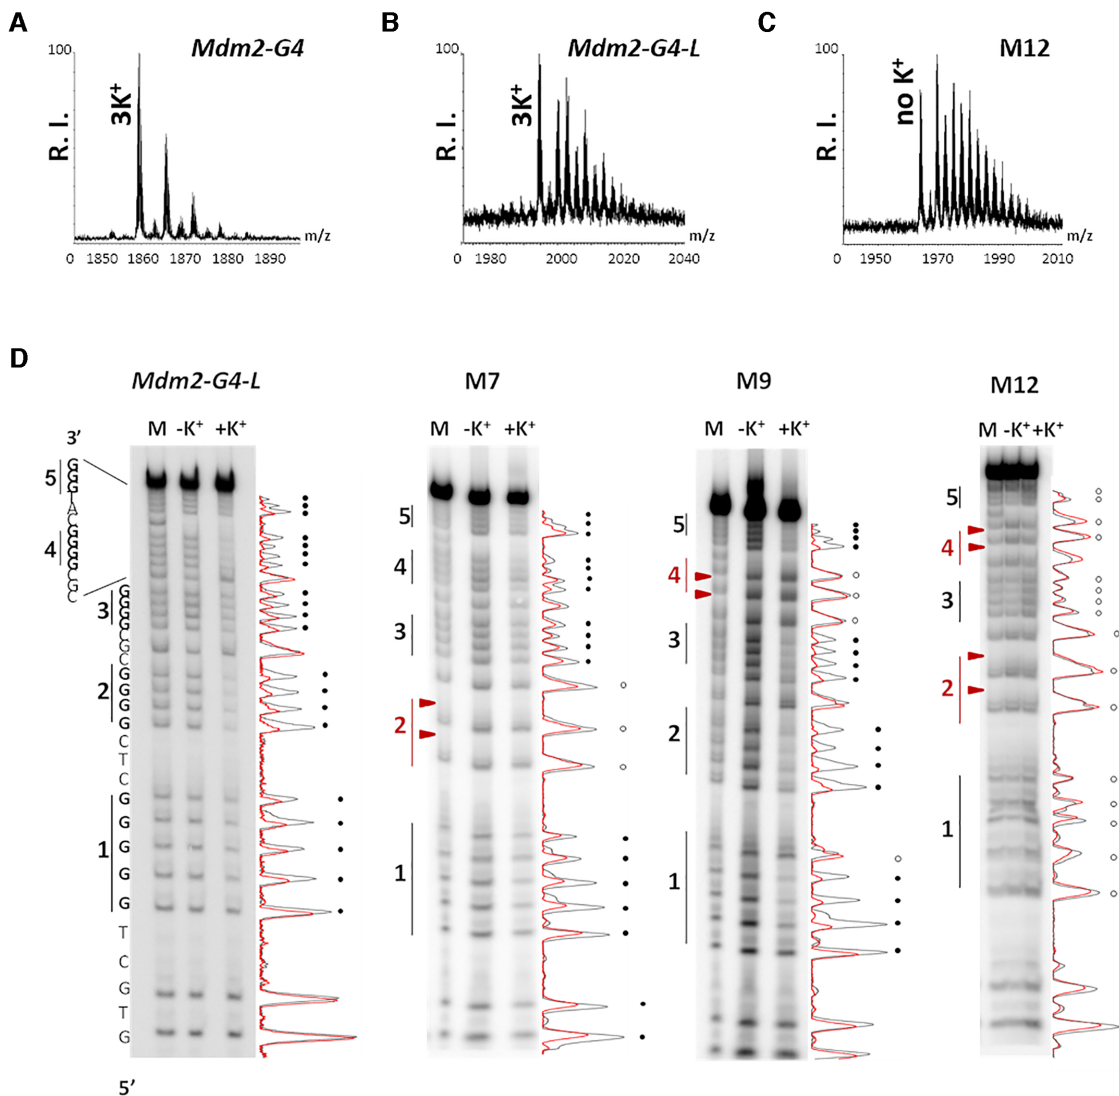 A
Mdm2-G4
100
R. I.
3K+
m/z
0 1850 1860 1870 1880 1890
B
Mdm2-G4-L
100
R. I.
3K+
m/z
0 1980 2000 2020 2040
C
M12
100
R. I.
no K+
m/z
0 1950 1970 1990 2010
D
Mdm2-G4-L
M -K+ +K+
3’
5
G
G
G
T
A
C
G
G
G
G
C
G
C
4
3
2
1
G
G
G
G
C
G
C
G
G
G
G
C
T
C
G
G
G
G
G
T
C
G
T
G
5’
M7
M -K+ +K+
5
4
3
2
1
M9
M -K+ +K+
5
4
3
2
1
M12
M -K+ +K+
5
4
3
2
1